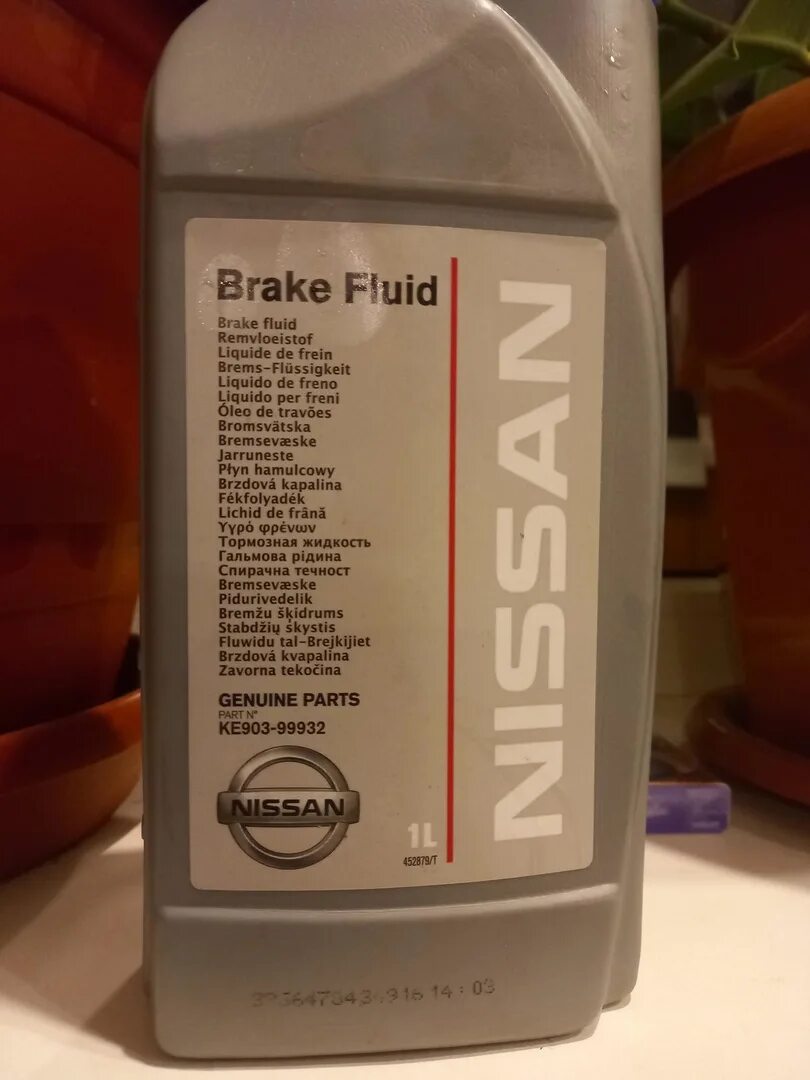 Brake Fluid
Brake fluid
Remvloeistof
Liquide de frein
Brems-Flüssigkeit
Liquido de freno
Liquido per freni
Óleo de travões
Bromsvätska
Bremsevæske
Jarruneste
Płyn hamulcowy
Brzdová kapalina
Fékfolyadék
Lichid de frână
Υγρό φρένων
Тормозная жидкость
Гальмова рідина
Спирачна течност
Bremsevæske
Pidurivedelik
Bremžu šķidrums
Stabdžių skystis
Fluwidu tal-Brejkijiet
Brzdová kvapalina
Zavorna tekočina
GENUINE PARTS
PART N°
KE903-99932
NISSAN
1L
452879/T
NISSAN
14:03